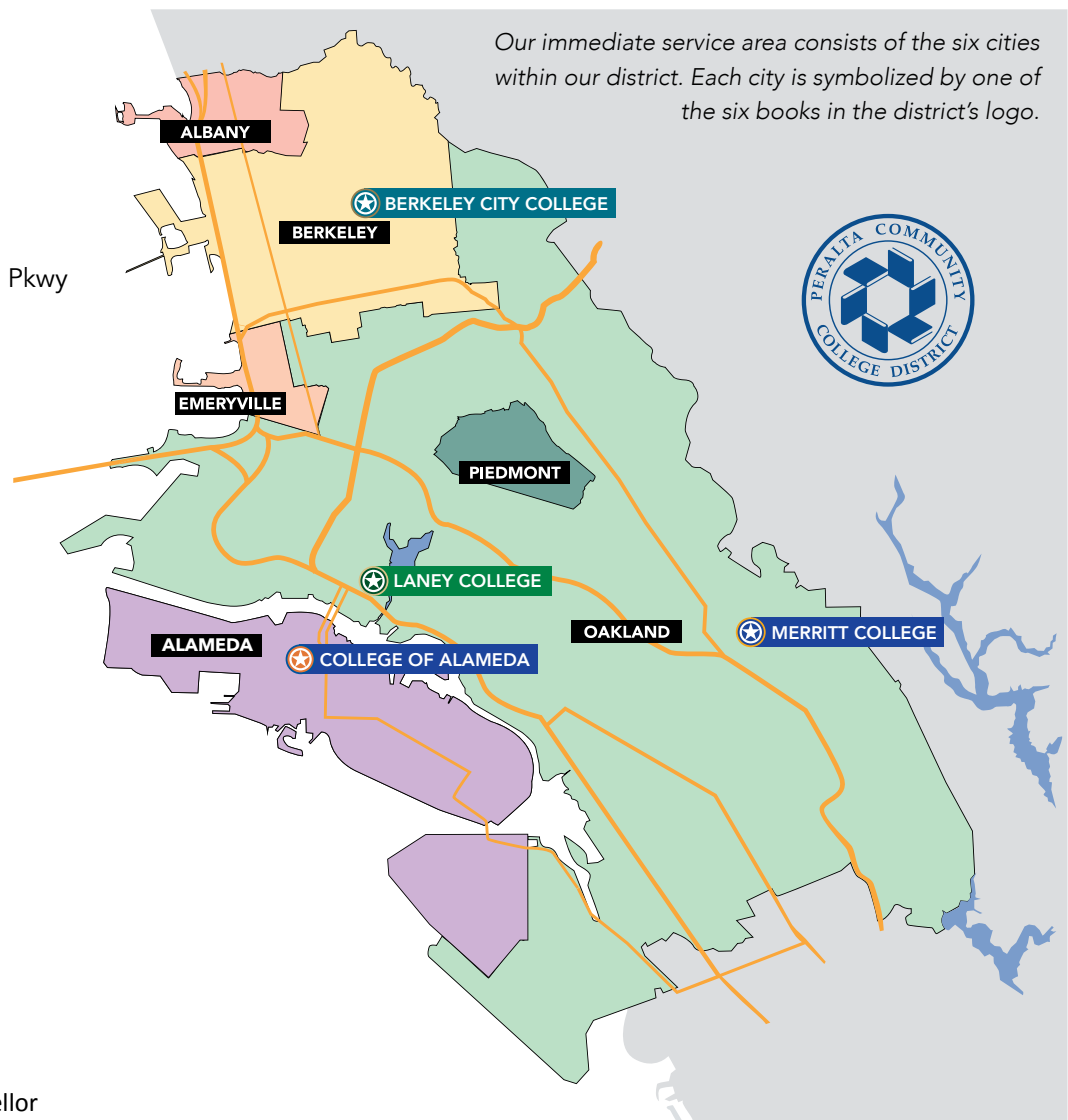 Our immediate service area consists of the six cities
within our district. Each city is symbolized by one of
the six books in the district's logo.
ALBANY
BERKELEY CITY COLLEGE
BERKELEY
PERALTA COMMUNITY
COLLEGE DISTRICT
Pkwy
EMERYVILLE
PIEDMONT
LANEY COLLEGE
OAKLAND
MERRITT COLLEGE
ALAMEDA
COLLEGE OF ALAMEDA
ellor